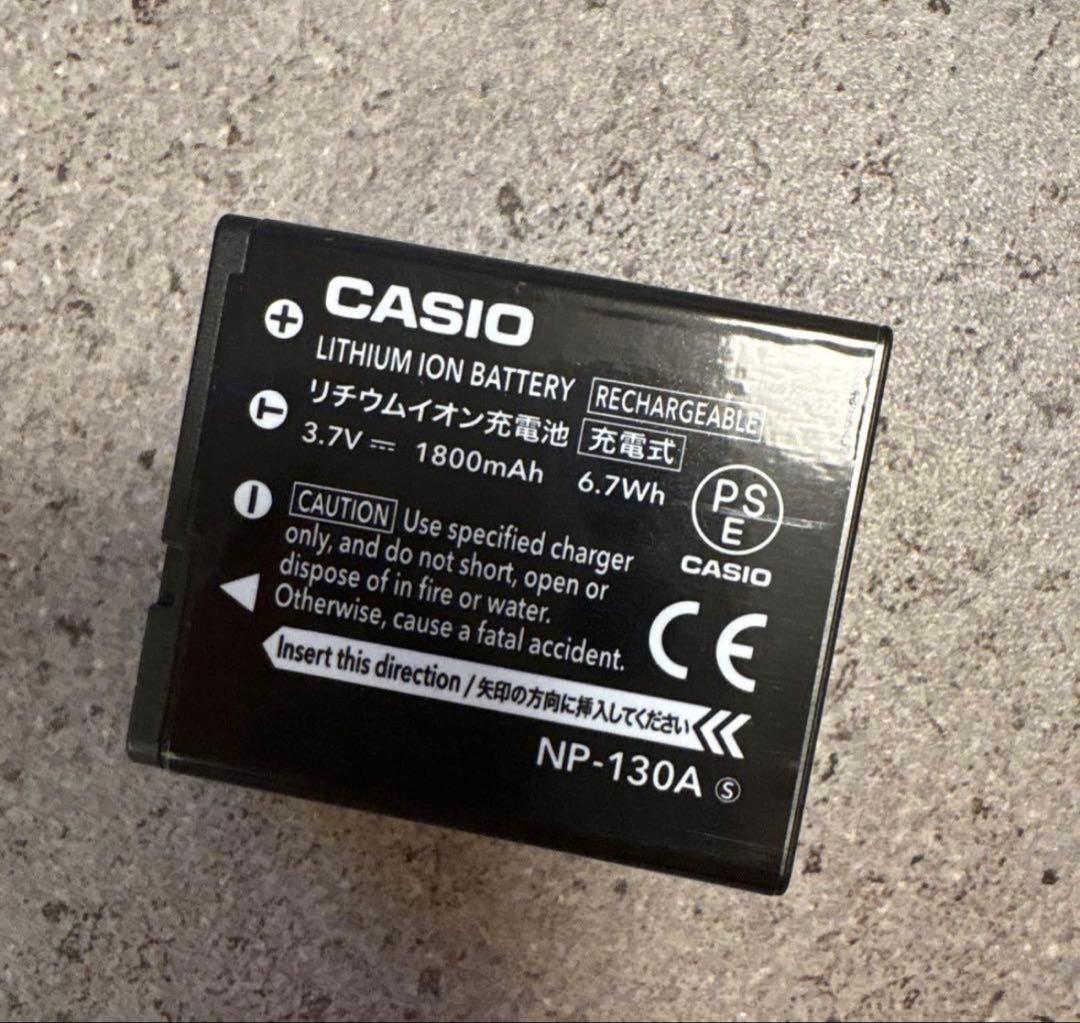 CASIO
LITHIUM ION BATTERY RECHARGEABLE
リチウムイオン充電池 充電式
3.7V 1800mAh 6.7Wh
PS
E
CASIO
CAUTION Use specified charger
only, and do not short, open or
dispose of in fire or water.
Otherwise, cause a fatal accident.
CE
Insert this direction / 矢印の方向に挿入してください
NP-130A Ⓢ
+
T
−